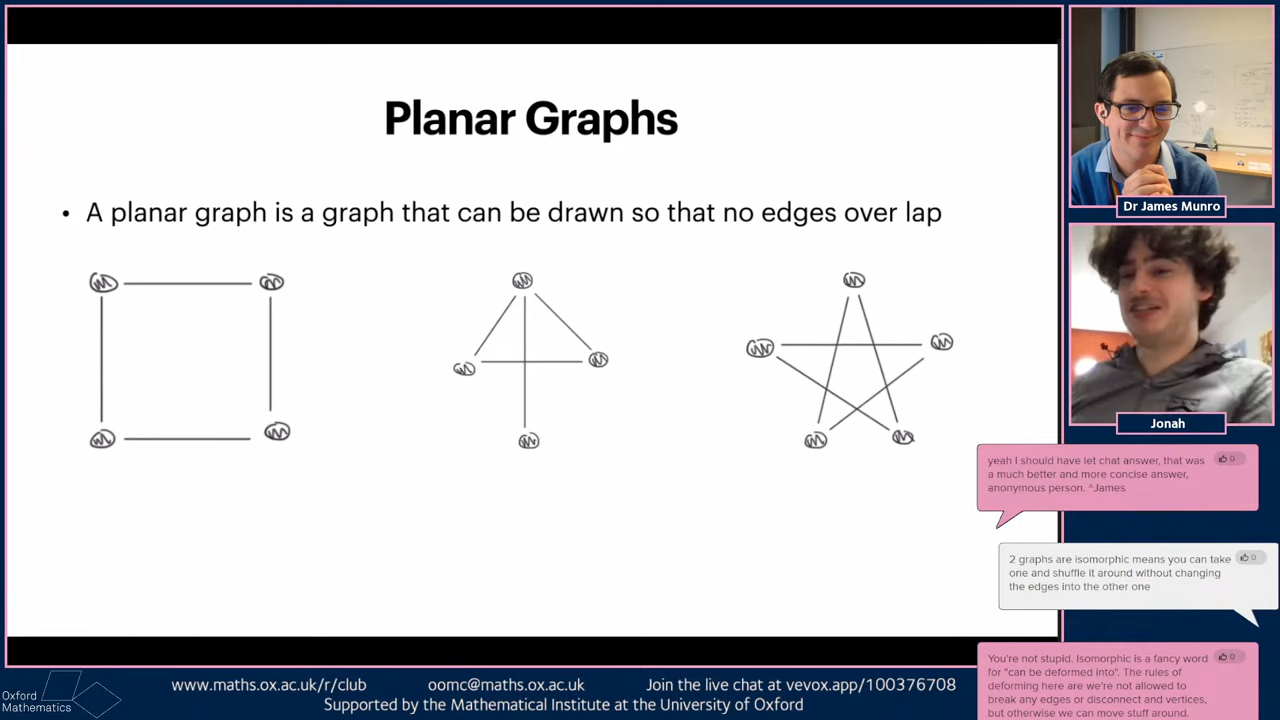 Planar Graphs
• A planar graph is a graph that can be drawn so that no edges over lap
Dr James Munro
Jonah
yeah I should have let chat answer, that was
a much better and more concise answer,
anonymous person. ^James
0
2 graphs are isomorphic means you can take
one and shuffle it around without changing
the edges into the other one
0
You're not stupid. Isomorphic is a fancy word
for "can be deformed into". The rules of
deforming here are we're not allowed to
break any edges or disconnect and vertices,
but otherwise we can move stuff around.
0
Oxford
Mathematics
www.maths.ox.ac.uk/r/club oomc@maths.ox.ac.uk Join the live chat at vevox.app/100376708
Supported by the Mathematical Institute at the University of Oxford